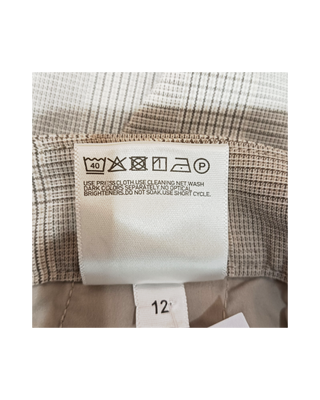 40 P
USE PRESS CLOTH.USE CLEANING NET.WASH
DARK COLORS SEPARATELY.NO OPTICAL
BRIGHTENERS.DO NOT SOAK.USE SHORT CYCLE.
12